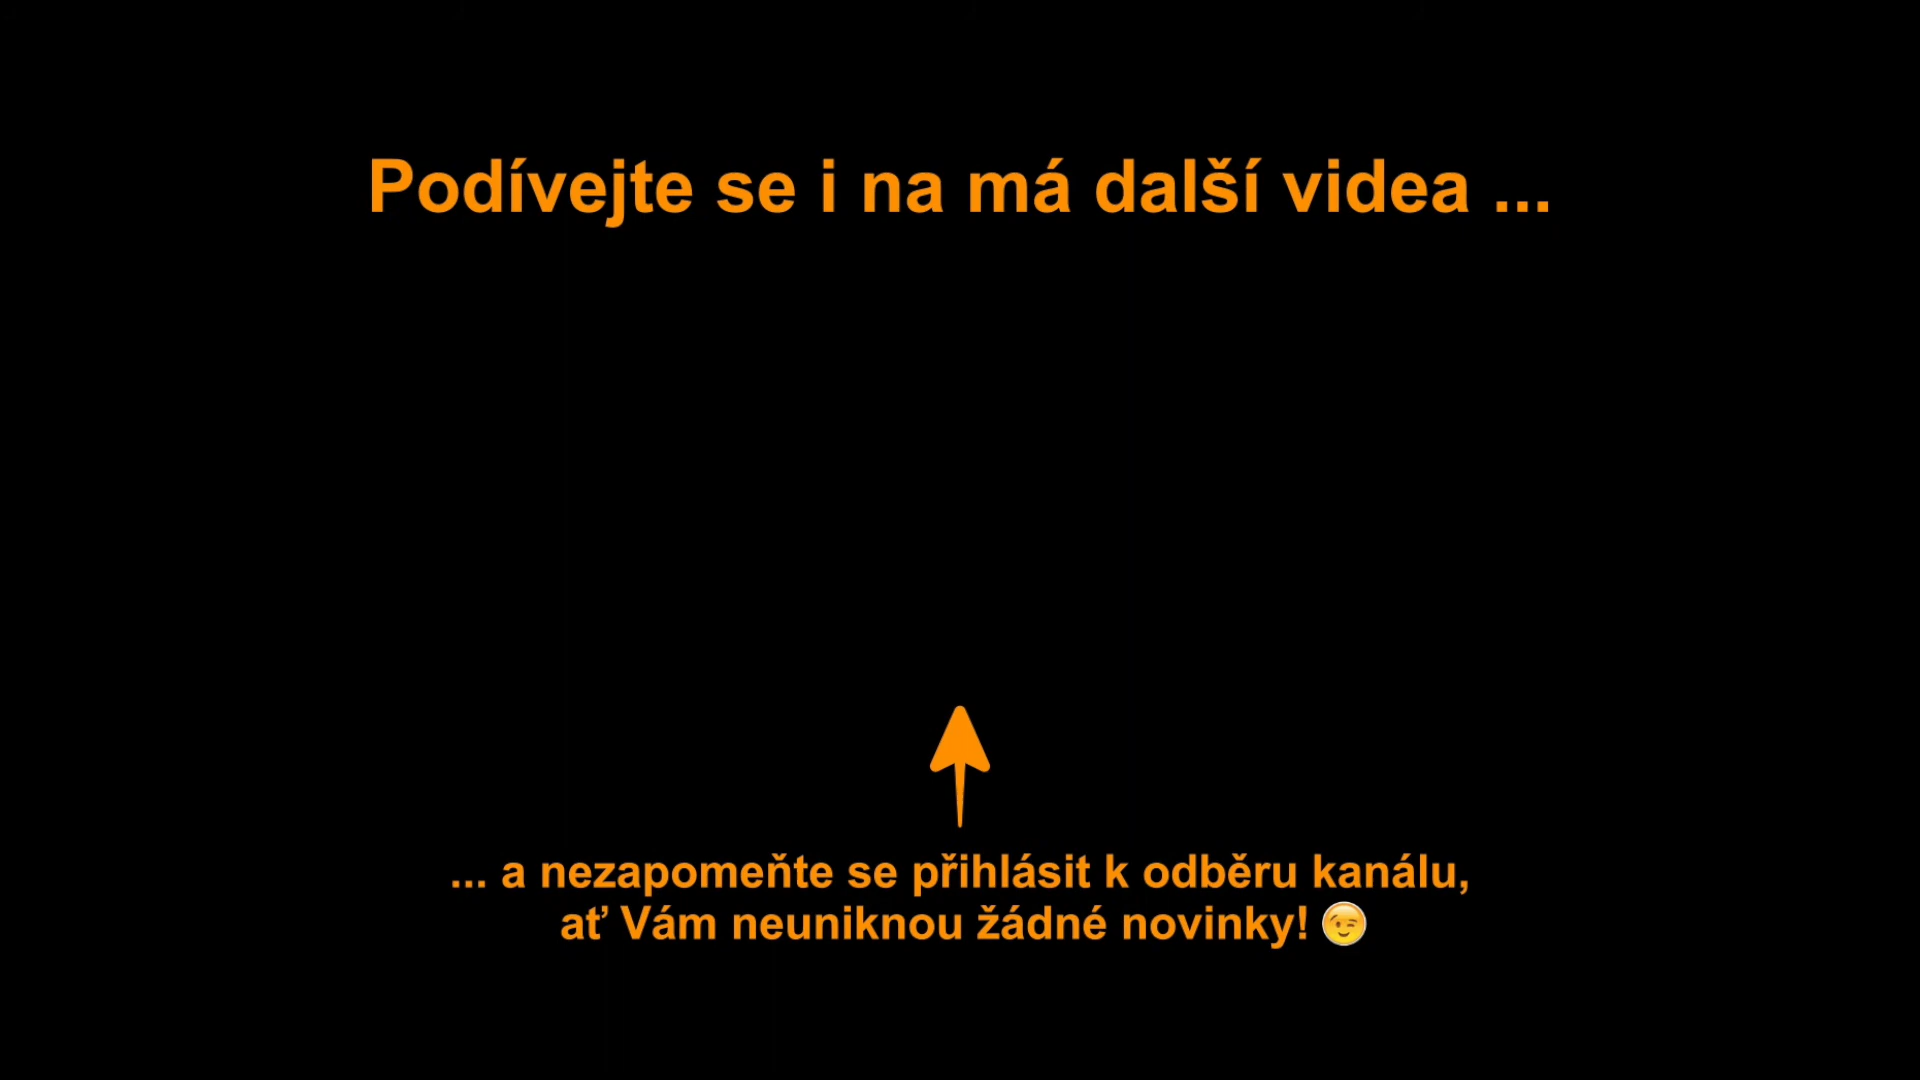 Podívejte se i na má další videa ...
... a nezapomeňte se přihlásit k odběru kanálu,
ať Vám neuniknou žádné novinky! 😉